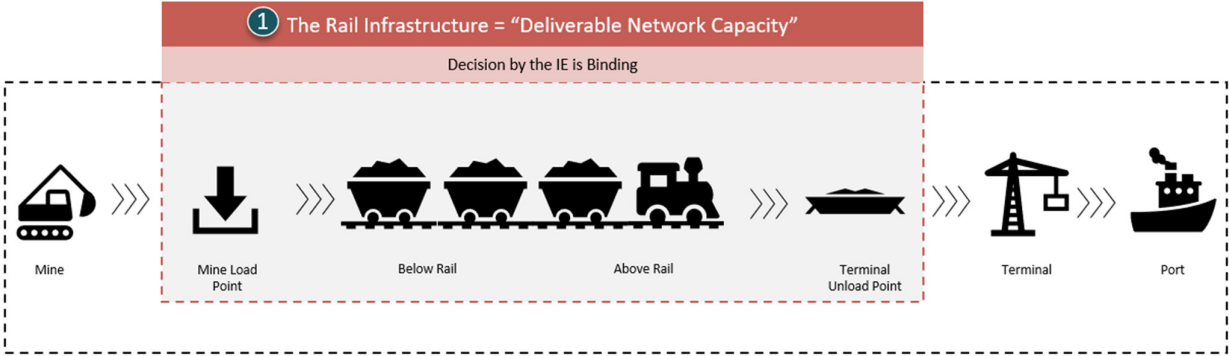 1 The Rail Infrastructure = “Deliverable Network Capacity”
Decision by the IE is Binding
Mine
Mine Load
Point
Below Rail
Above Rail
Terminal
Unload Point
Terminal
Port